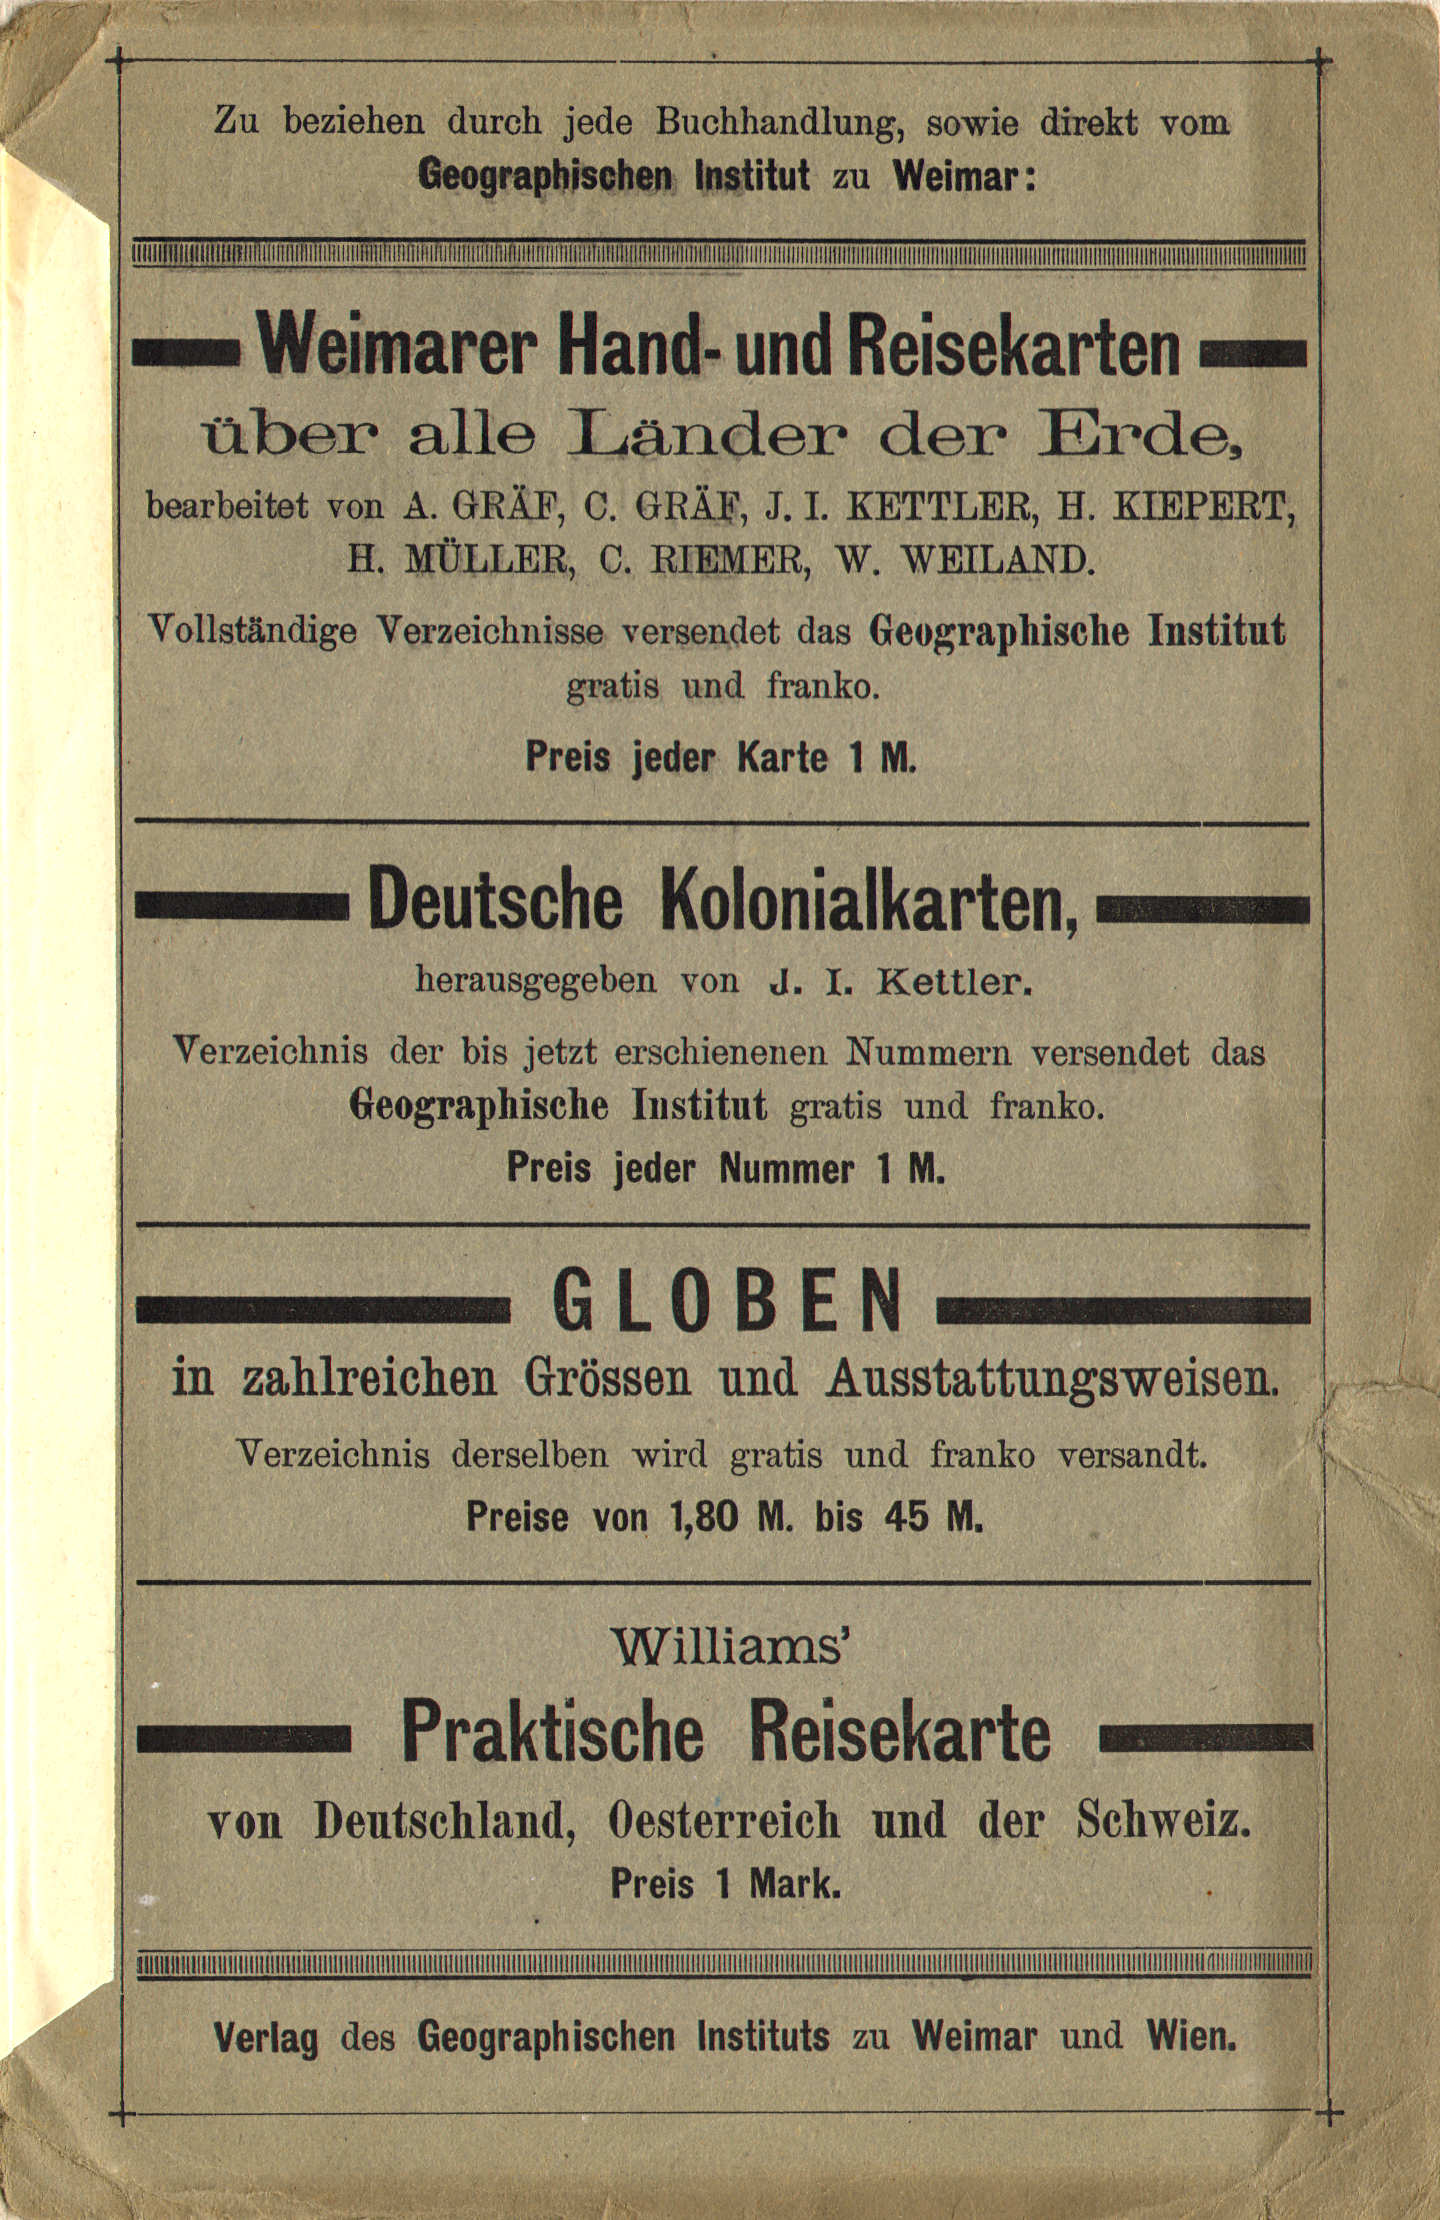 Zu beziehen durch jede Buchhandlung, sowie direkt vom
Geographischen Institut zu Weimar:
Weimarer Hand- und Reisekarten
über alle Länder der Erde,
bearbeitet von A. GRÄF, C. GRÄF, J. I. KETTLER, H. KIEPERT,
H. MÜLLER, C. RIEMER, W. WEILAND.
Vollständige Verzeichnisse versendet das Geographische Institut
gratis und franko.
Preis jeder Karte 1 M.
Deutsche Kolonialkarten,
herausgegeben von J. I. Kettler.
Verzeichnis der bis jetzt erschienenen Nummern versendet das
Geographische Institut gratis und franko.
Preis jeder Nummer 1 M.
GLOBEN
in zahlreichen Grössen und Ausstattungsweisen.
Verzeichnis derselben wird gratis und franko versandt.
Preise von 1,80 M. bis 45 M.
Williams'
Praktische Reisekarte
von Deutschland, Oesterreich und der Schweiz.
Preis 1 Mark.
Verlag des Geographischen Instituts zu Weimar und Wien.